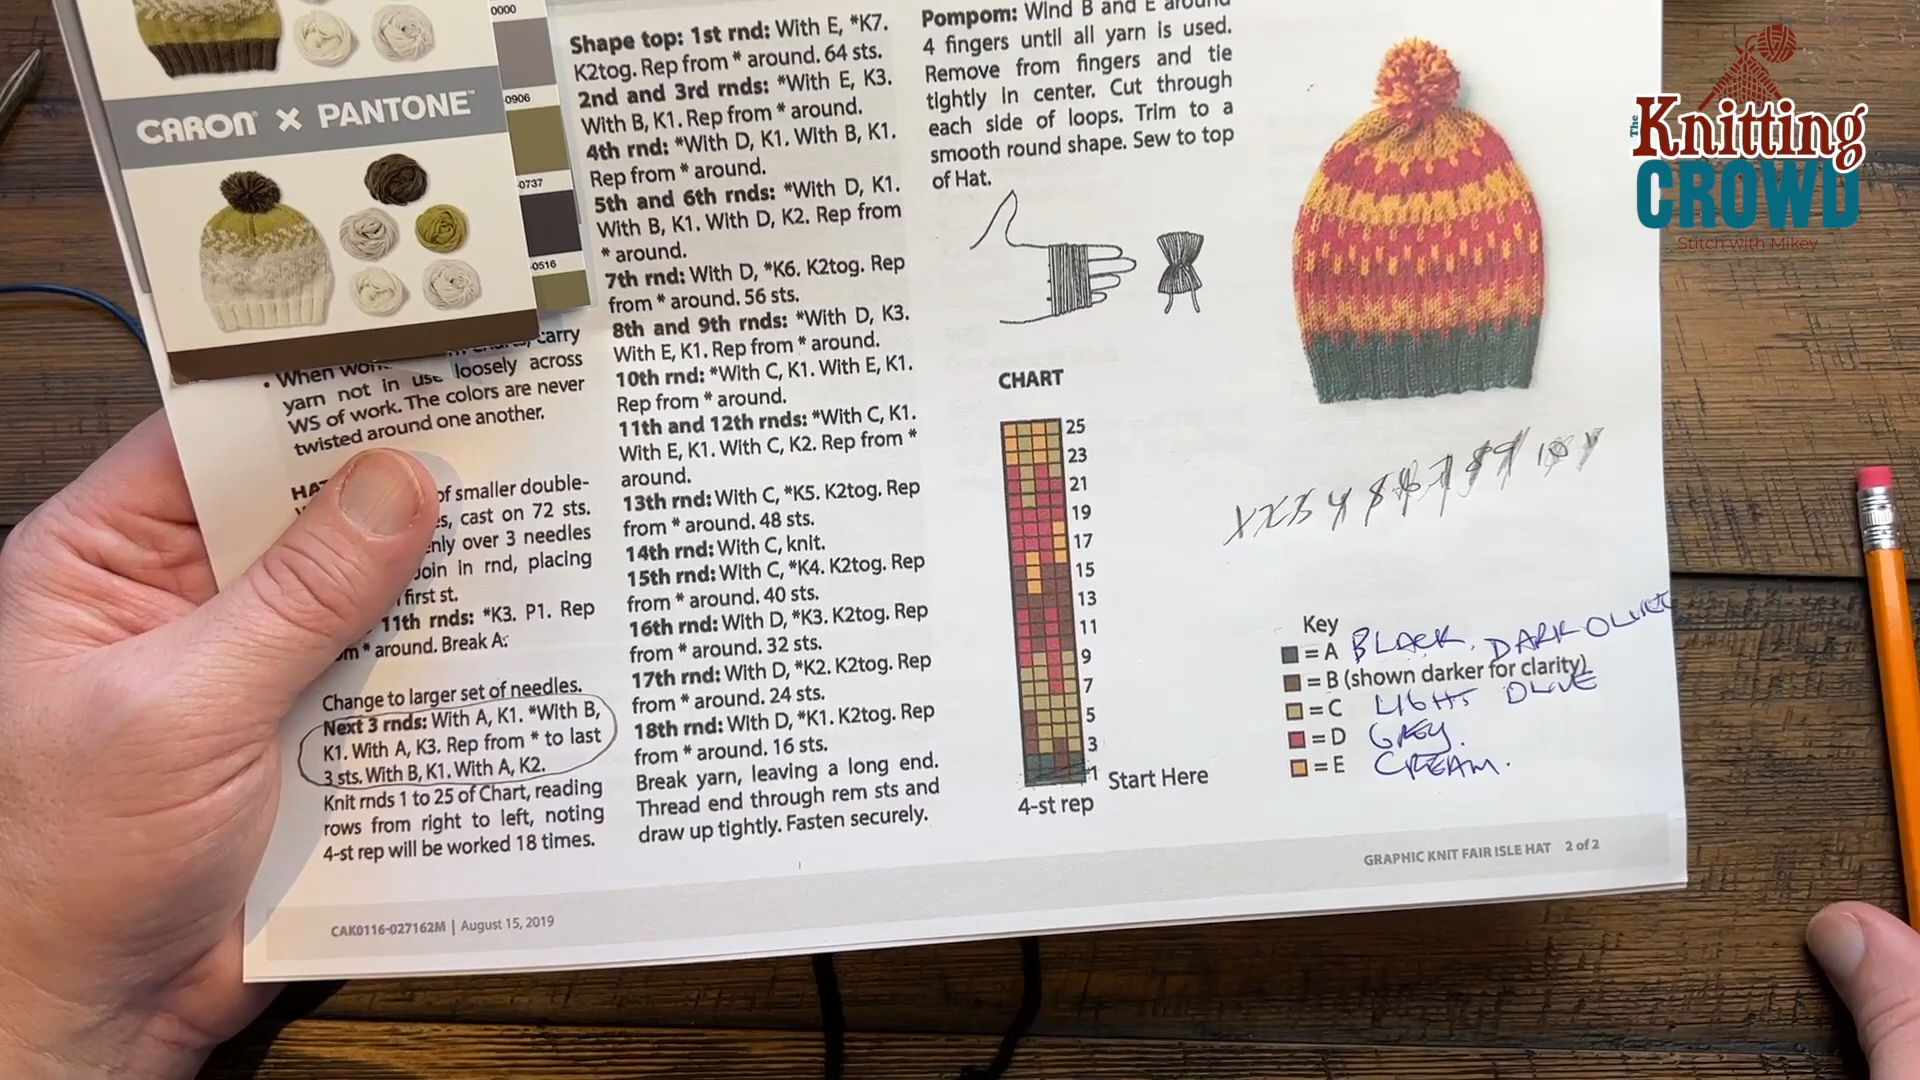 0000
0906
0737
0516
CARON® × PANTONE™
yarn not in use loosely across
WS of work. The colors are never
twisted around one another.
of smaller double-
cast on 72 sts.
over 3 needles
in rnd, placing
first st.
11th rnds: *K3. P1. Rep
* around. Break A.
Change to larger set of needles.
Next 3 rnds: With A, K1. *With B,
K1. With A, K3. Rep from * to last
3 sts. With B, K1. With A, K2.
Knit rnds 1 to 25 of Chart, reading
rows from right to left, noting
4-st rep will be worked 18 times.
Shape top: 1st rnd: With E, *K7.
K2tog. Rep from * around. 64 sts.
2nd and 3rd rnds: *With E, K3.
With B, K1. Rep from * around.
4th rnd: *With D, K1. With B, K1.
Rep from * around.
5th and 6th rnds: *With D, K1.
With B, K1. With D, K2. Rep from
* around.
7th rnd: With D, *K6. K2tog. Rep
from * around. 56 sts.
8th and 9th rnds: *With D, K3.
With E, K1. Rep from * around.
10th rnd: *With C, K1. With E, K1.
Rep from * around.
11th and 12th rnds: *With C, K1.
With E, K1. With C, K2. Rep from *
around.
13th rnd: With C, *K5. K2tog. Rep
from * around. 48 sts.
14th rnd: With C, knit.
15th rnd: With C, *K4. K2tog. Rep
from * around. 40 sts.
16th rnd: With D, *K3. K2tog. Rep
from * around. 32 sts.
17th rnd: With D, *K2. K2tog. Rep
from * around. 24 sts.
18th rnd: With D, *K1. K2tog. Rep
from * around. 16 sts.
Break yarn, leaving a long end.
Thread end through rem sts and
draw up tightly. Fasten securely.
Pompom: Wind B and E around
4 fingers until all yarn is used.
Remove from fingers and tie
tightly in center. Cut through
each side of loops. Trim to a
smooth round shape. Sew to top
of Hat.
CHART
25
23
21
19
17
15
13
11
9
7
5
3
1 Start Here
4-st rep
Key
= A BLACK. DARK OLIVE
= B (shown darker for clarity)
= C LIGHT OLIVE
= D GREY.
= E CREAM.
GRAPHIC KNIT FAIR ISLE HAT 2 of 2
CAK0116-027162M | August 15, 2019
The Knitting
CROWD
Stitch with Mikey